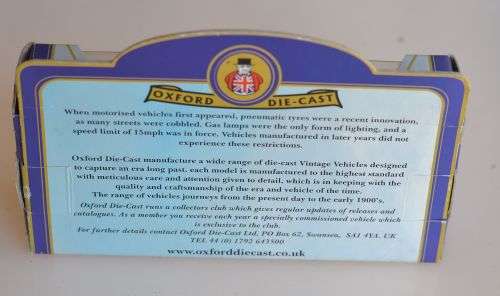 OXFORD DIE-CAST
When motorised vehicles first appeared, pneumatic tyres were a recent innovation,
as many streets were cobbled. Gas lamps were the only form of lighting, and a
speed limit of 15mph was in force. Vehicles manufactured in later years did not
experience these restrictions.
Oxford Die-Cast manufacture a wide range of die-cast Vintage Vehicles designed
to capture an era long past, each model is manufactured to the highest standard
with meticulous care and attention given to detail, which is in keeping with the
quality and craftsmanship of the era and vehicle of the time.
The range of vehicles journeys from the present day to the early 1900's.
Oxford Die-Cast runs a collectors club which gives regular updates of releases and
catalogues. As a member you receive each year a specially commissioned vehicle which
is exclusive to the club.
For further details contact Oxford Die-Cast Ltd, PO Box 62, Swansea, SA1 4YA. UK
TEL 44 (0) 1792 643500
www.oxforddiecast.co.uk